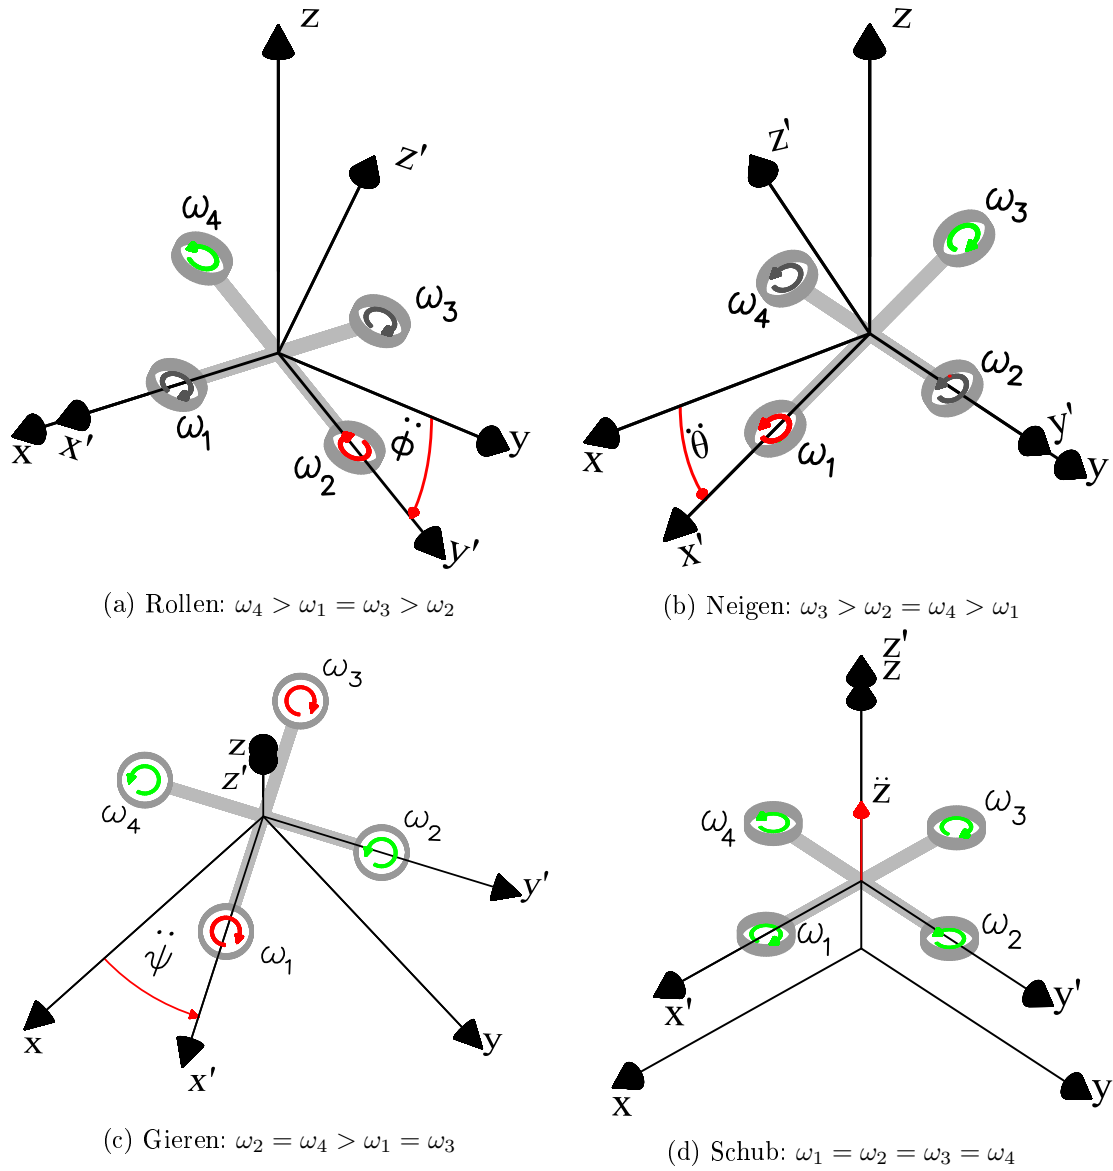 z
z'
ω4
ω3
ω1
ω2
ϕ̈
x
x'
y
y'
(a) Rollen: ω₄ > ω₁ = ω₃ > ω₂
z
z'
ω3
ω4
ω2
ω1
θ̈
x
x'
y'
y
(b) Neigen: ω₃ > ω₂ = ω₄ > ω₁
ω3
z
z'
ω4
ω2
y'
ω1
ψ̈
x
y
x'
(c) Gieren: ω₂ = ω₄ > ω₁ = ω₃
z'
z
z̈
ω4
ω3
ω1
ω2
x'
y'
x
y
(d) Schub: ω₁ = ω₂ = ω₃ = ω₄